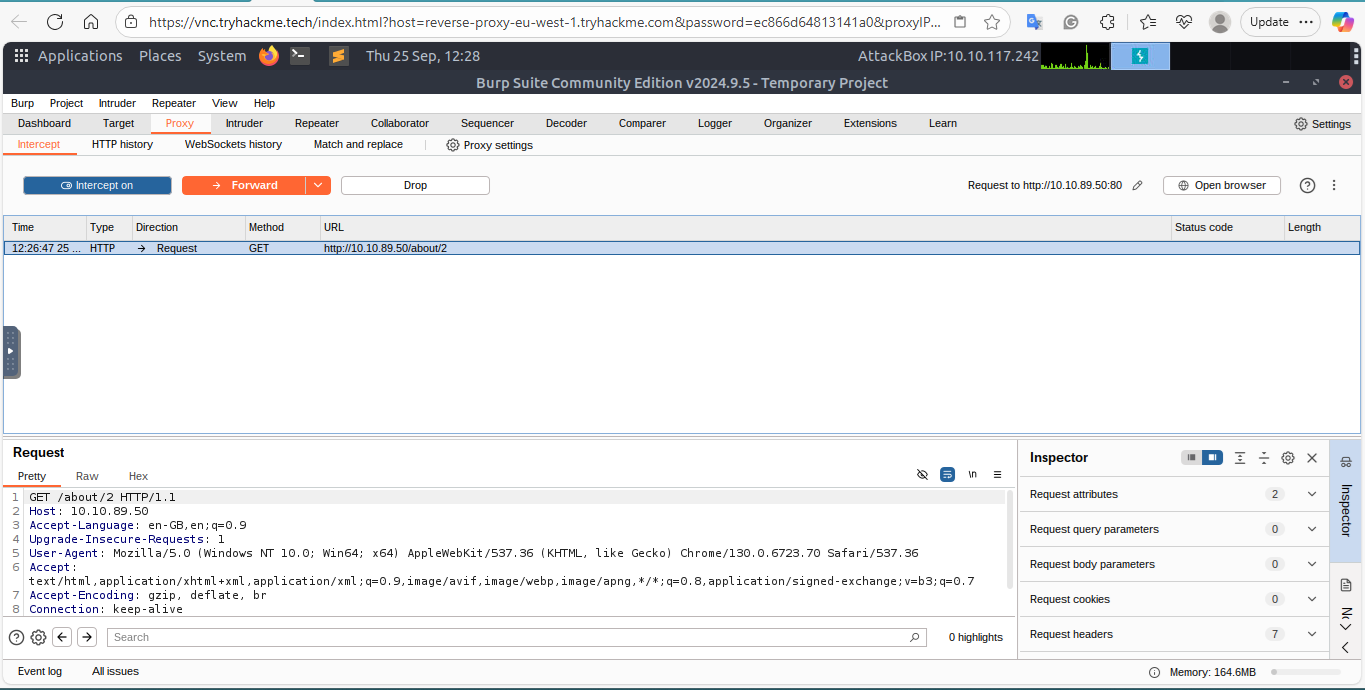 https://vnc.tryhackme.tech/index.html?host=reverse-proxy-eu-west-1.tryhackme.com&password=ec866d64813141a0&proxyIP...
Update
Applications Places System Thu 25 Sep, 12:28 AttackBox IP:10.10.117.242
Burp Suite Community Edition v2024.9.5 - Temporary Project
Burp Project Intruder Repeater View Help
Dashboard Target Proxy Intruder Repeater Collaborator Sequencer Decoder Comparer Logger Organizer Extensions Learn Settings
Intercept HTTP history WebSockets history Match and replace Proxy settings
Intercept on Forward Drop Request to http://10.10.89.50:80 Open browser
Time Type Direction Method URL Status code Length
12:26:47 25 ... HTTP → Request GET http://10.10.89.50/about/2
Request
Pretty Raw Hex \n
1 GET /about/2 HTTP/1.1
2 Host: 10.10.89.50
3 Accept-Language: en-GB,en;q=0.9
4 Upgrade-Insecure-Requests: 1
5 User-Agent: Mozilla/5.0 (Windows NT 10.0; Win64; x64) AppleWebKit/537.36 (KHTML, like Gecko) Chrome/130.0.6723.70 Safari/537.36
6 Accept:
text/html,application/xhtml+xml,application/xml;q=0.9,image/avif,image/webp,image/apng,*/*;q=0.8,application/signed-exchange;v=b3;q=0.7
7 Accept-Encoding: gzip, deflate, br
8 Connection: keep-alive
Search 0 highlights
Inspector
Request attributes 2
Request query parameters 0
Request body parameters 0
Request cookies 0
Request headers 7
Inspector
Event log All issues Memory: 164.6MB